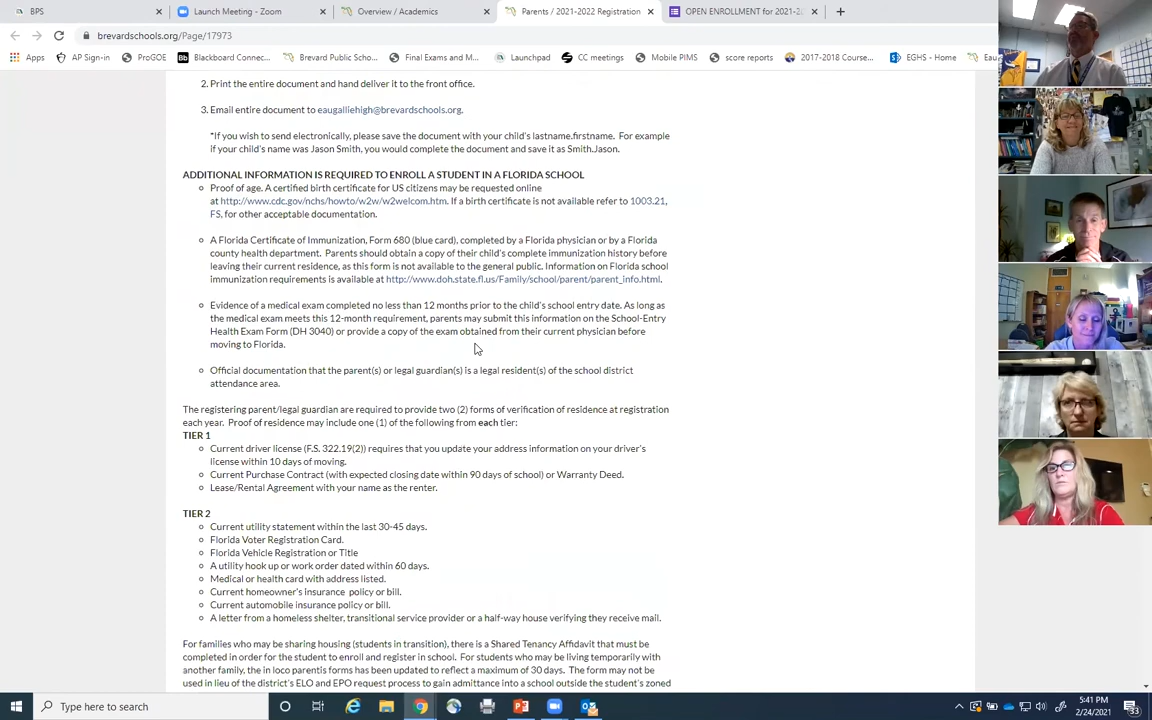 BPS
Launch Meeting - Zoom
Overview / Academics
Parents / 2021-2022 Registration
OPEN ENROLLMENT for 2021-2
brevardschools.org/Page/17973
Apps
AP Sign-in
ProGOE
Blackboard Connec...
Brevard Public Scho...
Final Exams and M...
Launchpad
CC meetings
Mobile PIMS
score reports
2017-2018 Course...
EGHS - Home
Eau
2. Print the entire document and hand deliver it to the front office.
3. Email entire document to eaugalliehigh@brevardschools.org.
*If you wish to send electronically, please save the document with your child's lastname.firstname. For example
if your child's name was Jason Smith, you would complete the document and save it as Smith.Jason.
ADDITIONAL INFORMATION IS REQUIRED TO ENROLL A STUDENT IN A FLORIDA SCHOOL
Proof of age. A certified birth certificate for US citizens may be requested online
at http://www.cdc.gov/nchs/howto/w2w/w2welcom.htm. If a birth certificate is not available refer to 1003.21,
FS, for other acceptable documentation.
A Florida Certificate of Immunization, Form 680 (blue card), completed by a Florida physician or by a Florida
county health department. Parents should obtain a copy of their child's complete immunization history before
leaving their current residence, as this form is not available to the general public. Information on Florida school
immunization requirements is available at http://www.doh.state.fl.us/Family/school/parent/parent_info.html.
Evidence of a medical exam completed no less than 12 months prior to the child's school entry date. As long as
the medical exam meets this 12-month requirement, parents may submit this information on the School-Entry
Health Exam Form (DH 3040) or provide a copy of the exam obtained from their current physician before
moving to Florida.
Official documentation that the parent(s) or legal guardian(s) is a legal resident(s) of the school district
attendance area.
The registering parent/legal guardian are required to provide two (2) forms of verification of residence at registration
each year. Proof of residence may include one (1) of the following from each tier:
TIER 1
Current driver license (F.S. 322.19(2)) requires that you update your address information on your driver's
license within 10 days of moving.
Current Purchase Contract (with expected closing date within 90 days of school) or Warranty Deed.
Lease/Rental Agreement with your name as the renter.
TIER 2
Current utility statement within the last 30-45 days.
Florida Voter Registration Card.
Florida Vehicle Registration or Title
A utility hook up or work order dated within 60 days.
Medical or health card with address listed.
Current homeowner's insurance policy or bill.
Current automobile insurance policy or bill.
A letter from a homeless shelter, transitional service provider or a half-way house verifying they receive mail.
For families who may be sharing housing (students in transition), there is a Shared Tenancy Affidavit that must be
completed in order for the student to enroll and register in school. For students who may be living temporarily with
another family, the in loco parentis forms has been updated to reflect a maximum of 30 days. The form may not be
used in lieu of the district's ELO and EPO request process to gain admittance into a school outside the student's zoned
Type here to search
5:41 PM
2/24/2021
33